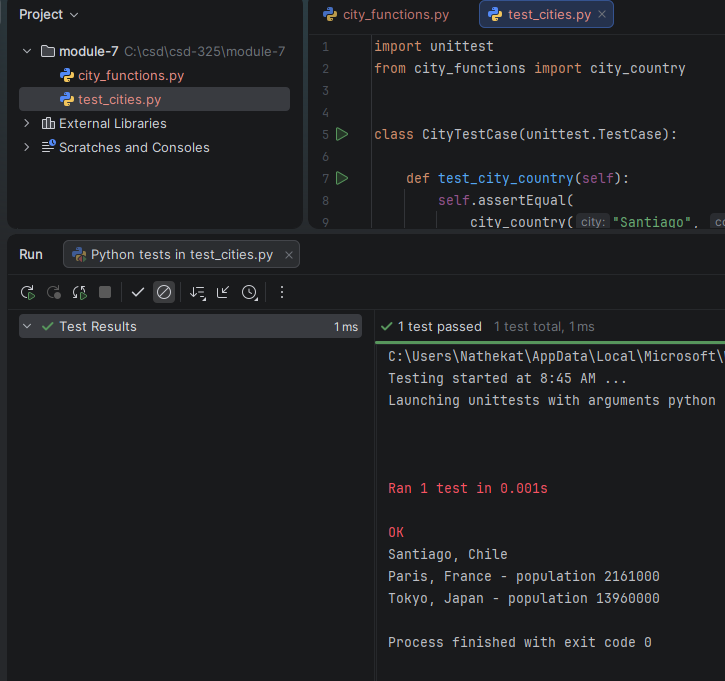 Project
module-7 C:\csd\csd-325\module-7
city_functions.py
test_cities.py
External Libraries
Scratches and Consoles
city_functions.py test_cities.py
1 import unittest
2 from city_functions import city_country
3
4
5 class CityTestCase(unittest.TestCase):
6
7 def test_city_country(self):
8 self.assertEqual(
9 city_country( city: "Santiago",
Run Python tests in test_cities.py
Test Results 1 ms
1 test passed 1 test total, 1 ms
C:\Users\Nathekat\AppData\Local\Microsoft\
Testing started at 8:45 AM ...
Launching unittests with arguments python
Ran 1 test in 0.001s
OK
Santiago, Chile
Paris, France - population 2161000
Tokyo, Japan - population 13960000
Process finished with exit code 0